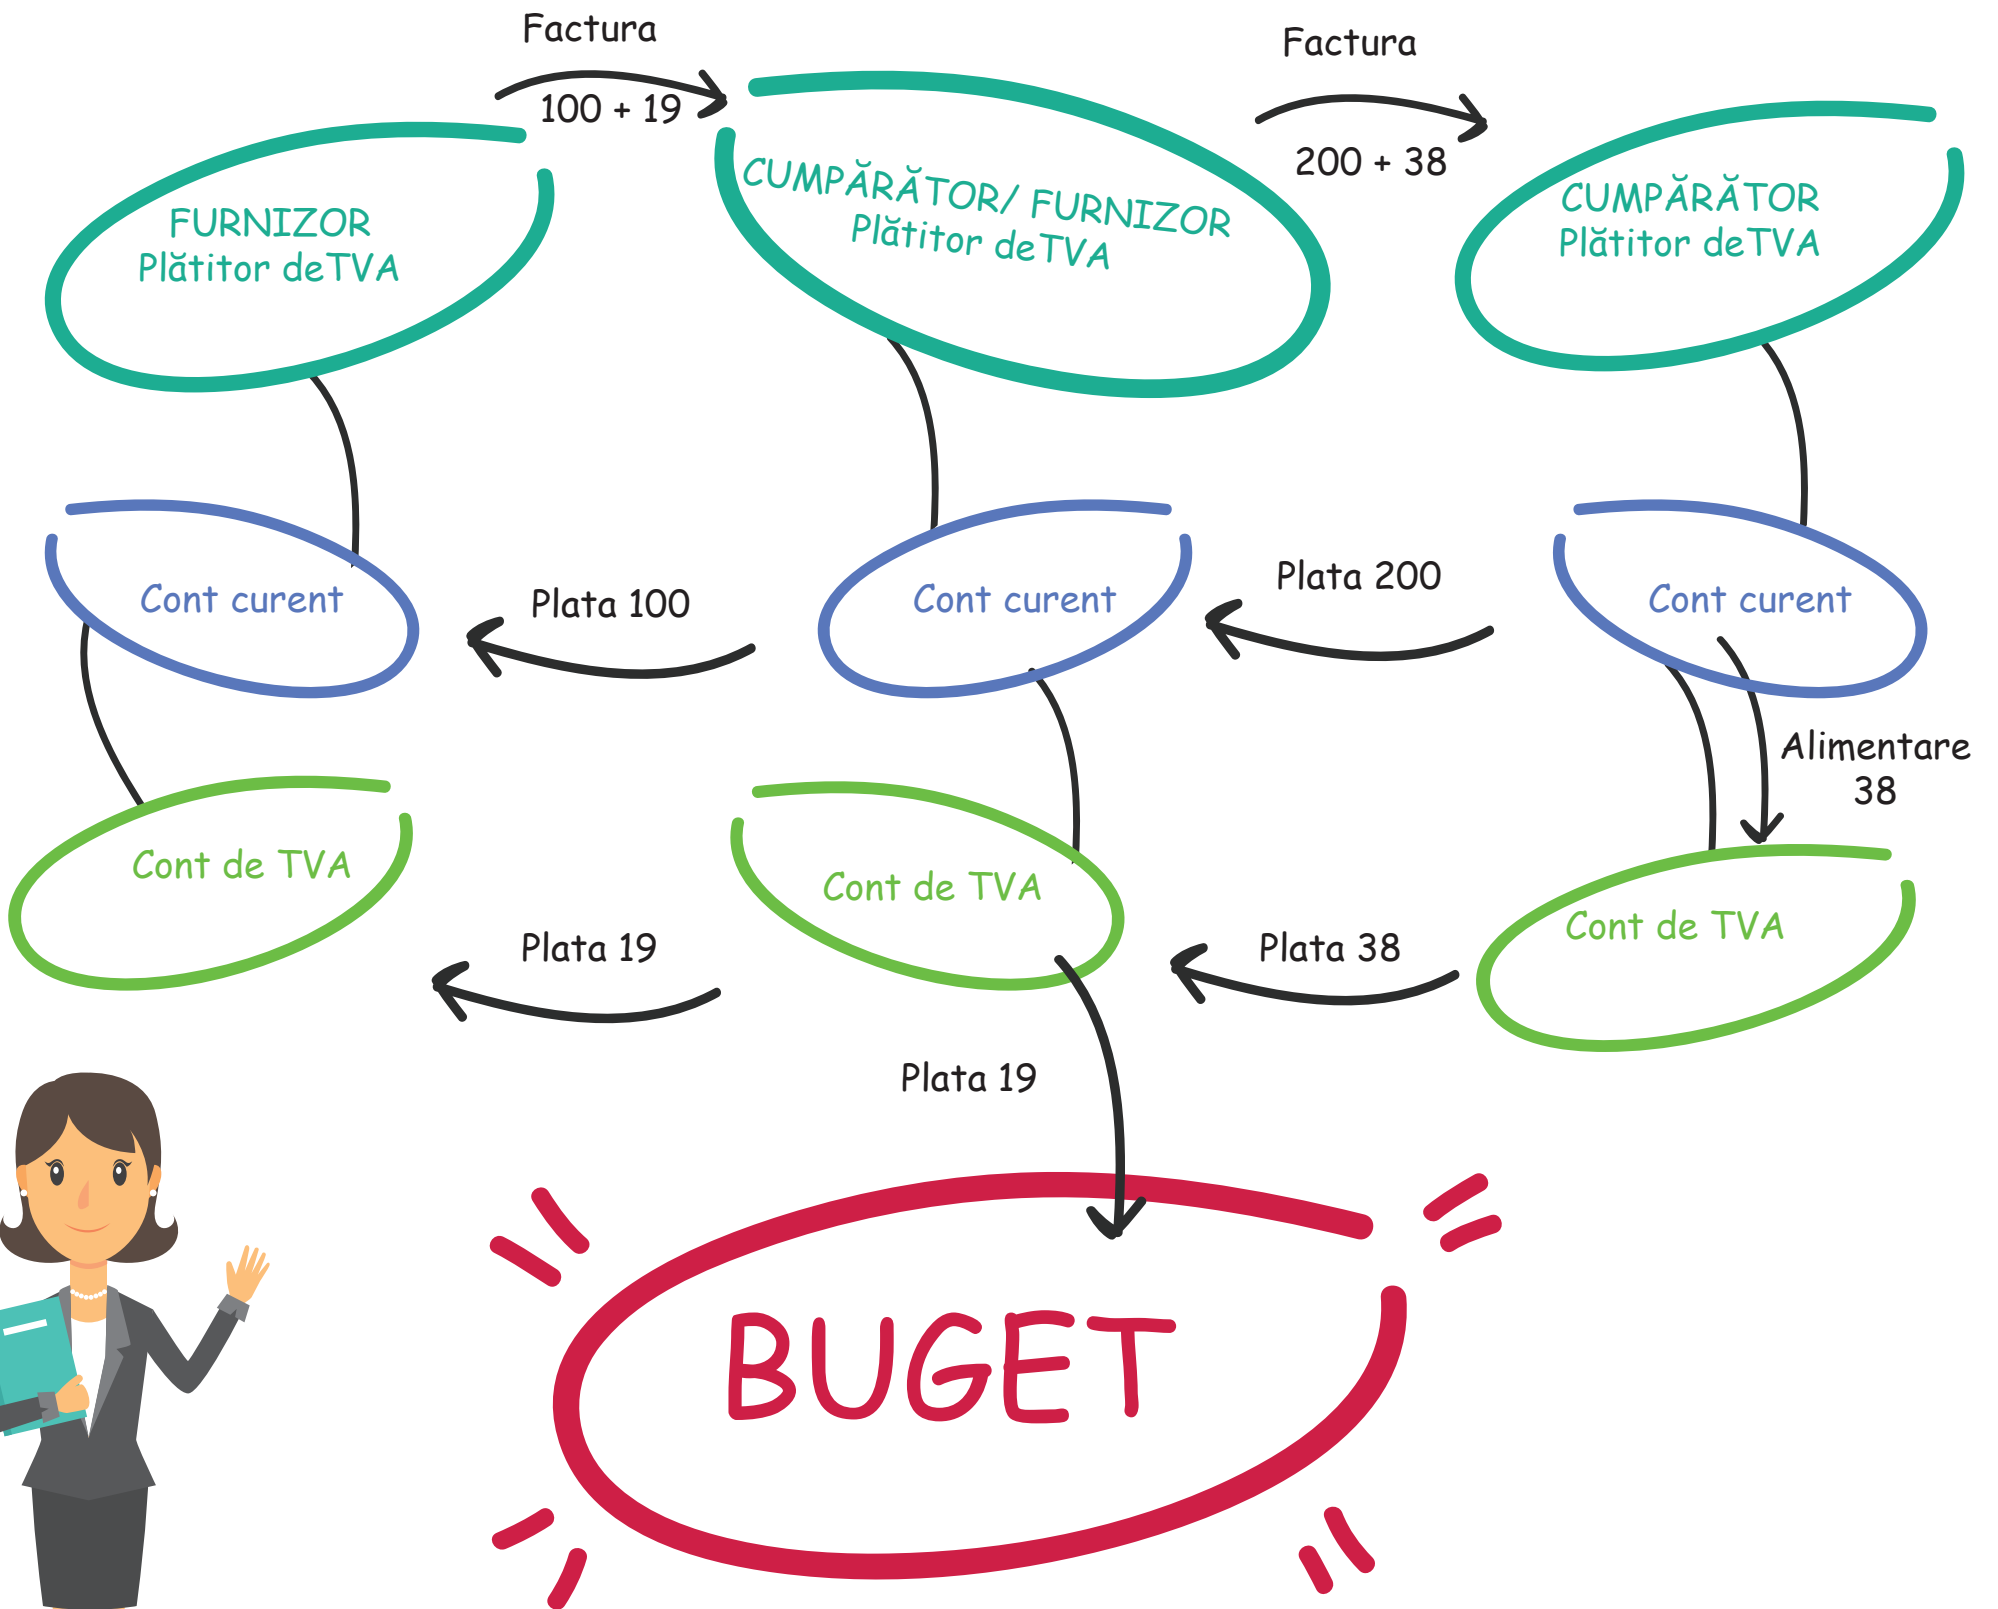 Factura
100 + 19
Factura
200 + 38
FURNIZOR
Plătitor deTVA
CUMPĂRĂTOR/ FURNIZOR
Plătitor deTVA
CUMPĂRĂTOR
Plătitor deTVA
Cont curent
Plata 100
Cont curent
Plata 200
Cont curent
Alimentare
38
Cont de TVA
Plata 19
Cont de TVA
Plata 38
Cont de TVA
Plata 19
BUGET